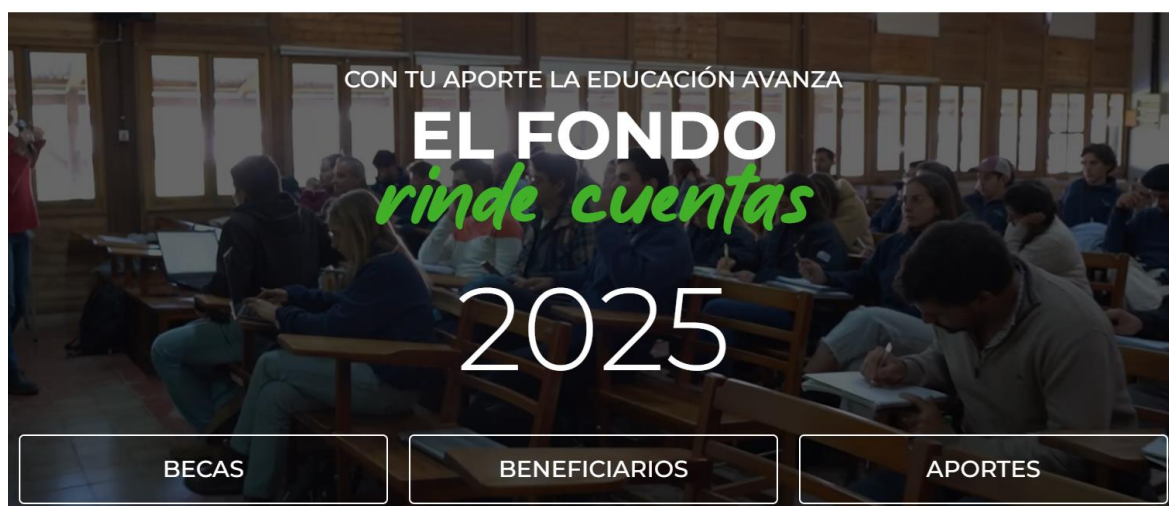 CON TU APORTE LA EDUCACIÓN AVANZA
EL FONDO
rinde cuentas
2025
BECAS
BENEFICIARIOS
APORTES